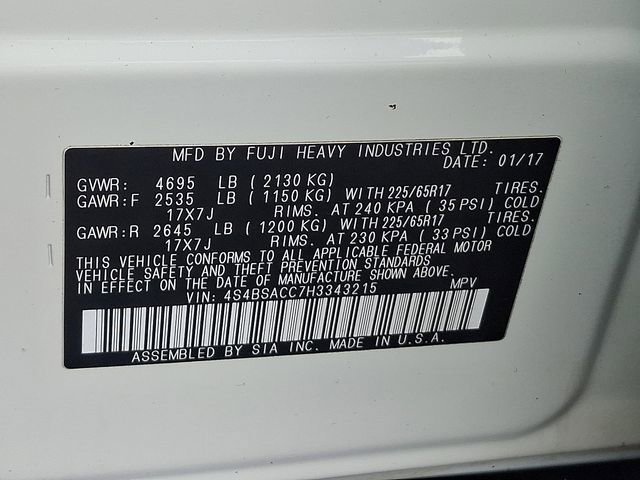 MFD BY FUJI HEAVY INDUSTRIES LTD.
DATE: 01/17
GVWR: 4695 LB ( 2130 KG)
GAWR:F 2535 LB ( 1150 KG) WITH 225/65R17 TIRES.
17X7J RIMS. AT 240 KPA ( 35 PSI) COLD
GAWR:R 2645 LB ( 1200 KG) WITH 225/65R17 TIRES.
17X7J RIMS. AT 230 KPA ( 33 PSI) COLD
THIS VEHICLE CONFORMS TO ALL APPLICABLE FEDERAL MOTOR
VEHICLE SAFETY AND THEFT PREVENTION STANDARDS
IN EFFECT ON THE DATE OF MANUFACTURE SHOWN ABOVE.
VIN: 4S4BSACC7H3343215 MPV
ASSEMBLED BY SIA INC. MADE IN U.S.A.